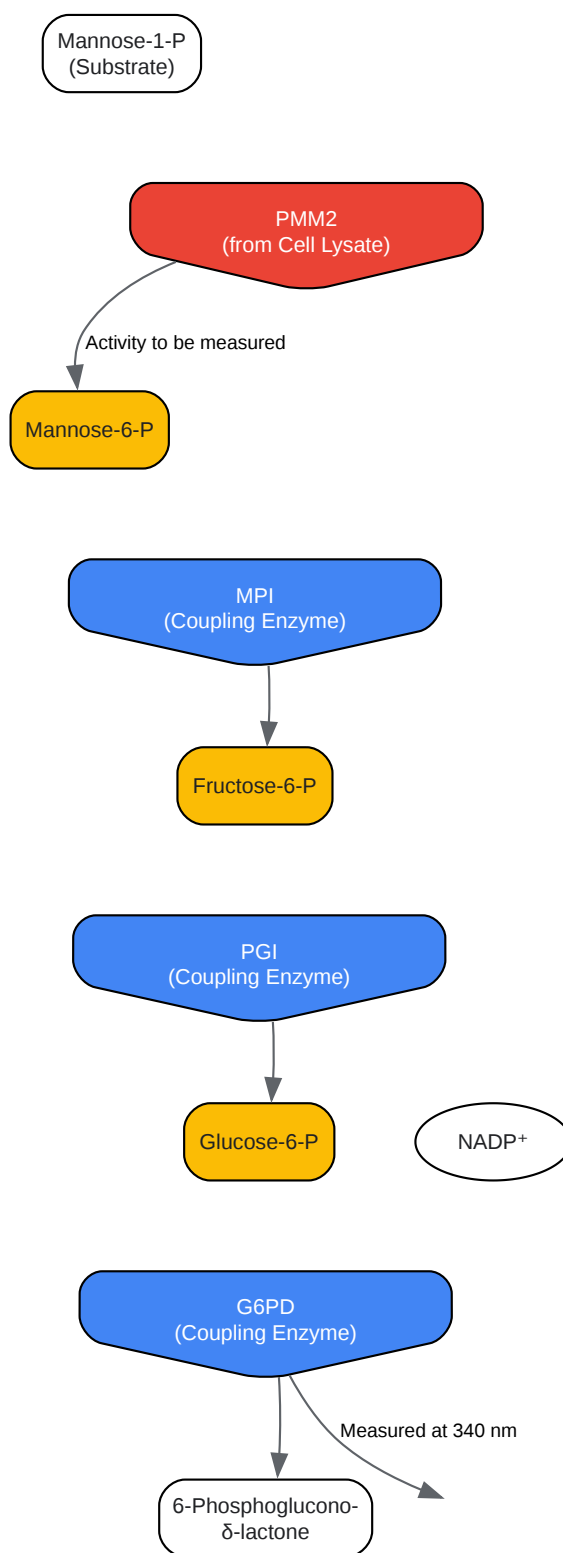 Mannose-1-P
(Substrate)
PMM2
(from Cell Lysate)
Activity to be measured
Mannose-6-P
MPI
(Coupling Enzyme)
Fructose-6-P
PGI
(Coupling Enzyme)
Glucose-6-P
NADP⁺
G6PD
(Coupling Enzyme)
Measured at 340 nm
6-Phosphoglucono-
δ-lactone